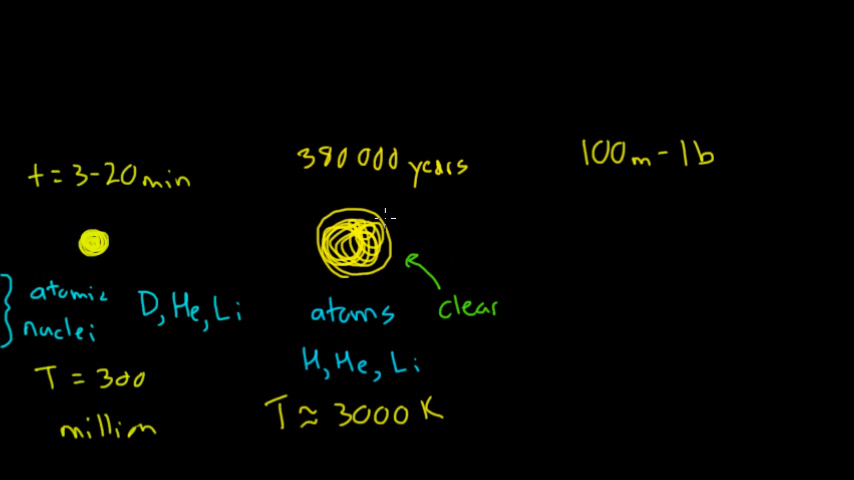 t = 3-20 min
380 000 years
100m - 1b
} atomic nuclei
D, He, Li
T = 300
million
atoms
clear
H, He, Li
T ≈ 3000 K